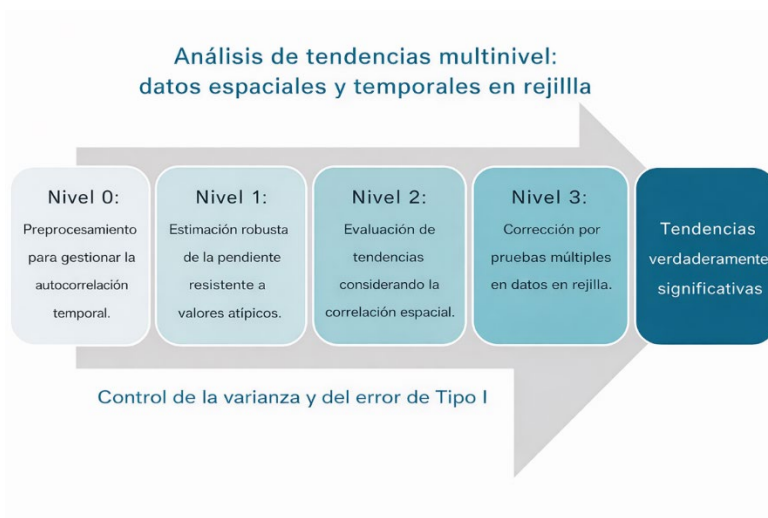 Análisis de tendencias multinivel:
datos espaciales y temporales en rejillla
Nivel 0:
Preprocesamiento
para gestionar la
autocorrelación
temporal.
Nivel 1:
Estimación robusta
de la pendiente
resistente a
valores atípicos.
Nivel 2:
Evaluación de
tendencias
considerando la
correlación espacial.
Nivel 3:
Corrección por
pruebas múltiples
en datos en rejilla.
Tendencias
verdaderamente
significativas
Control de la varianza y del error de Tipo I